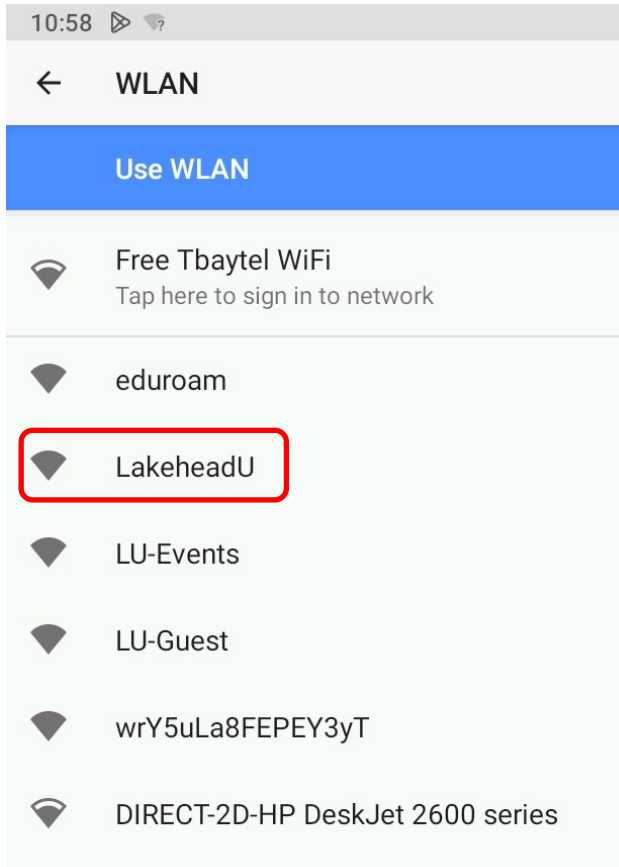 10:58
WLAN
Use WLAN
Free Tbaytel WiFi
Tap here to sign in to network
eduroam
LakeheadU
LU-Events
LU-Guest
wrY5uLa8FEPEY3yT
DIRECT-2D-HP DeskJet 2600 series